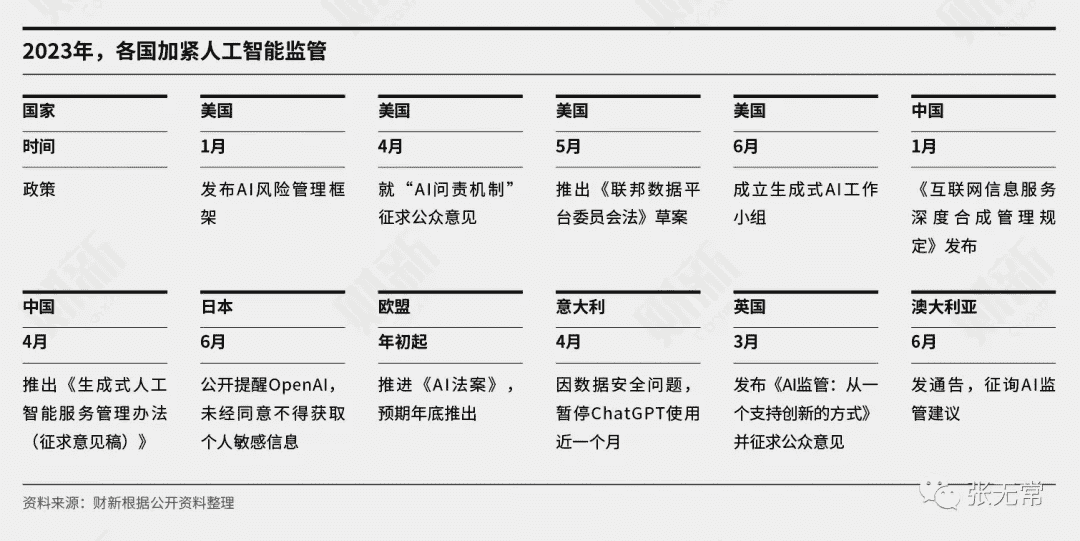 2023年，各国加紧人工智能监管
国家
美国
美国
美国
美国
中国
时间
1月
4月
5月
6月
1月
政策
发布AI风险管理框
架
就“AI问责机制”
征求公众意见
推出《联邦数据平
台委员会法》草案
成立生成式AI工作
小组
《互联网信息服务
深度合成管理规
定》发布
中国
日本
欧盟
意大利
英国
澳大利亚
4月
6月
年初起
4月
3月
6月
推出《生成式人工
智能服务管理办法
（征求意见稿）》
公开提醒OpenAI，
未经同意不得获取
个人敏感信息
推进《AI法案》，
预期年底推出
因数据安全问题，
暂停ChatGPT使用
近一个月
发布《AI监管：从一
个支持创新的方式》
并征求公众意见
发通告，征询AI监
管建议
资料来源：财新根据公开资料整理
张无常